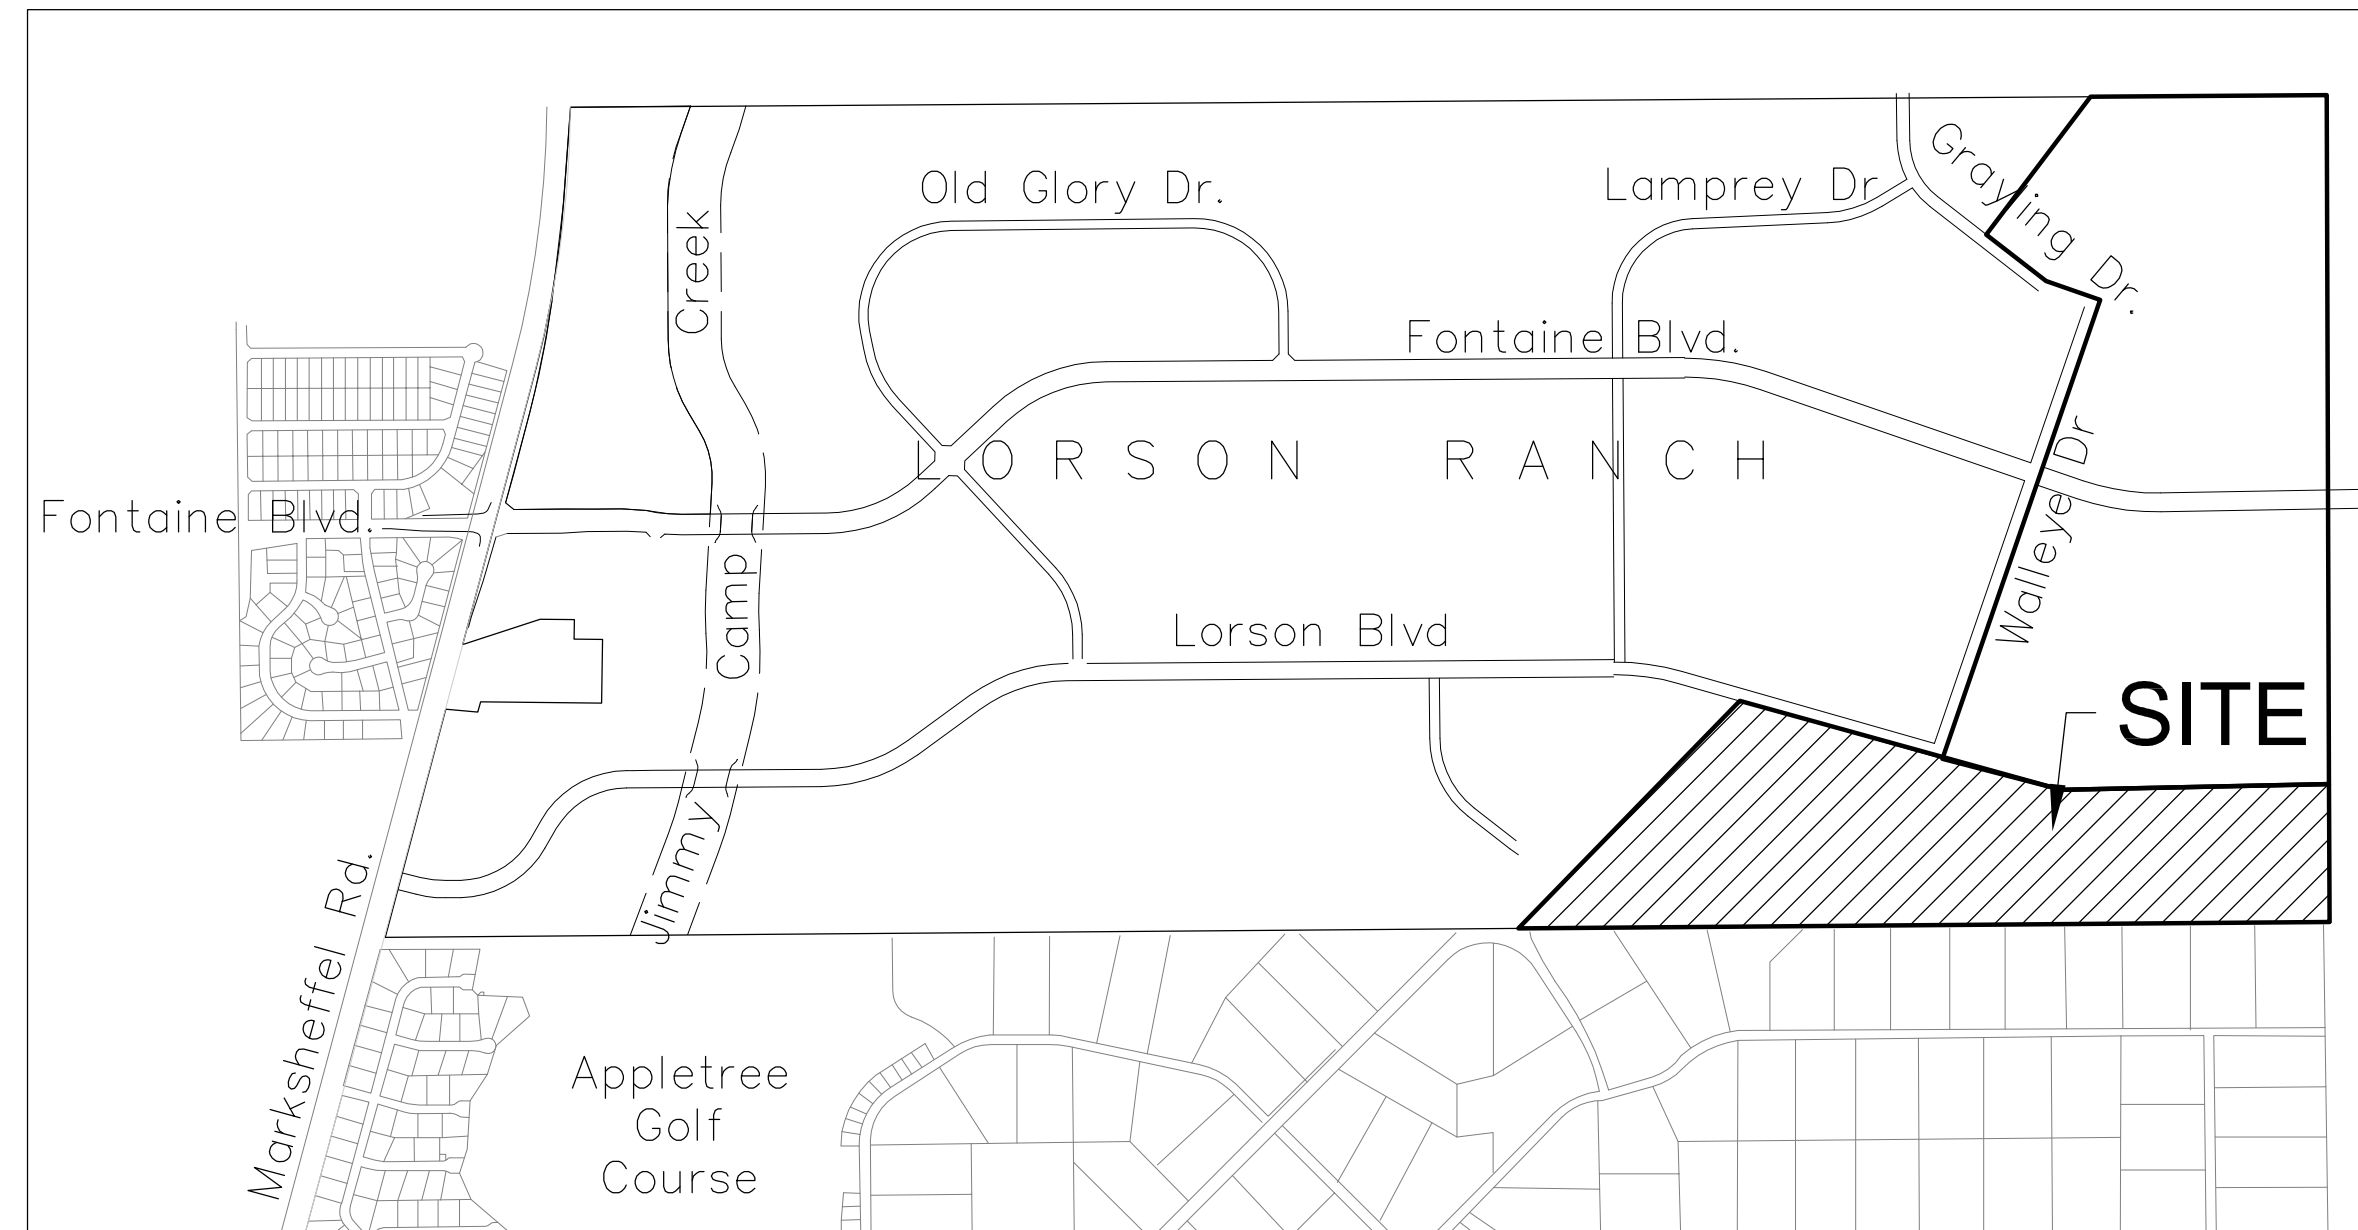 Old Glory Dr.
Lamprey Dr
Grayling Dr.
Creek
Fontaine Blvd.
LORSON RANCH
Fontaine Blvd.
Walleye Dr
Camp
Lorson Blvd
SITE
Jimmy
Marksheffel Rd.
Appletree
Golf
Course